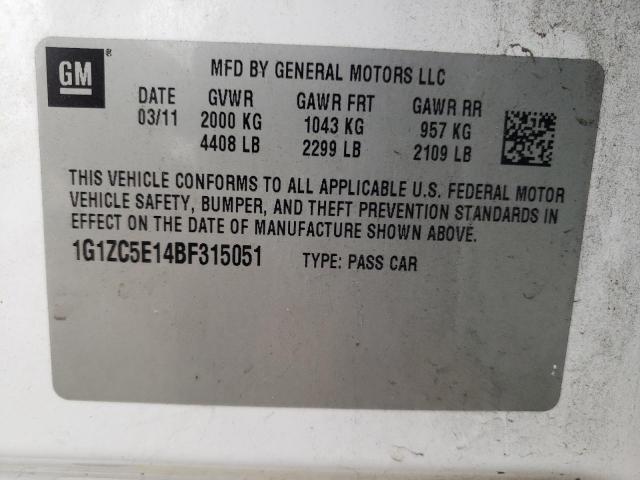 GM ®
MFD BY GENERAL MOTORS LLC
DATE GVWR GAWR FRT GAWR RR
03/11 2000 KG 1043 KG 957 KG
4408 LB 2299 LB 2109 LB
THIS VEHICLE CONFORMS TO ALL APPLICABLE U.S. FEDERAL MOTOR
VEHICLE SAFETY, BUMPER, AND THEFT PREVENTION STANDARDS IN
EFFECT ON THE DATE OF MANUFACTURE SHOWN ABOVE.
1G1ZC5E14BF315051 TYPE: PASS CAR